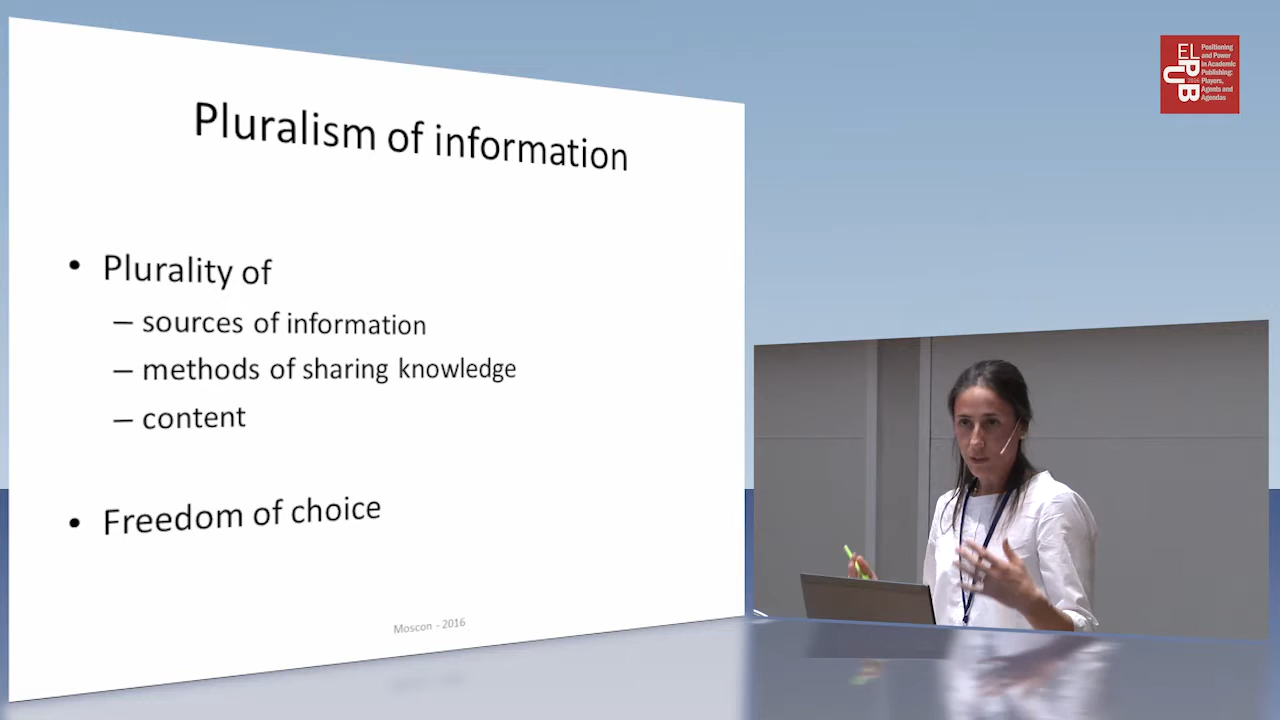 Pluralism of information
• Plurality of
– sources of information
– methods of sharing knowledge
– content
• Freedom of choice
Moscon - 2016
EL
PUB
2016
Positioning
and Power
in Academic
Publishing:
Players,
Agents and
Agendas